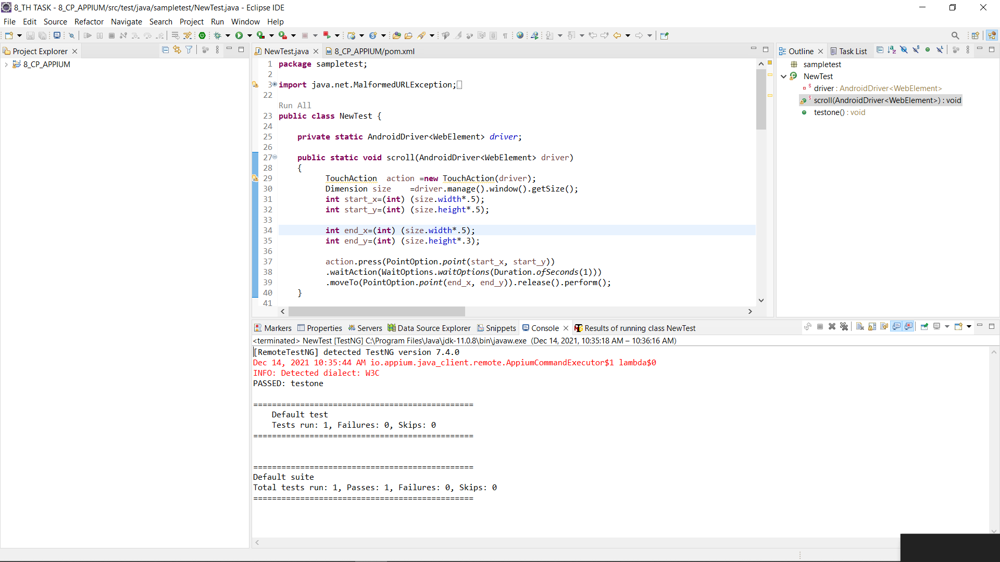 8_TH TASK - 8_CP_APPIUM/src/test/java/sampletest/NewTest.java - Eclipse IDE
File Edit Source Refactor Navigate Search Project Run Window Help
Project Explorer
8_CP_APPIUM
NewTest.java 8_CP_APPIUM/pom.xml
1 package sampletest;
2
3 import java.net.MalformedURLException;
22
Run All
23 public class NewTest {
24
25 private static AndroidDriver<WebElement> driver;
26
27 public static void scroll(AndroidDriver<WebElement> driver)
28 {
29 TouchAction action =new TouchAction(driver);
30 Dimension size =driver.manage().window().getSize();
31 int start_x=(int) (size.width*.5);
32 int start_y=(int) (size.height*.5);
33
34 int end_x=(int) (size.width*.5);
35 int end_y=(int) (size.height*.3);
36
37 action.press(PointOption.point(start_x, start_y))
38 .waitAction(WaitOptions.waitOptions(Duration.ofSeconds(1)))
39 .moveTo(PointOption.point(end_x, end_y)).release().perform();
40 }
41
Outline Task List
sampletest
NewTest
driver : AndroidDriver<WebElement>
scroll(AndroidDriver<WebElement>) : void
testone() : void
Markers Properties Servers Data Source Explorer Snippets Console Results of running class NewTest
<terminated> NewTest [TestNG] C:\Program Files\Java\jdk-11.0.8\bin\javaw.exe (Dec 14, 2021, 10:35:18 AM – 10:36:16 AM)
[RemoteTestNG] detected TestNG version 7.4.0
Dec 14, 2021 10:35:44 AM io.appium.java_client.remote.AppiumCommandExecutor$1 lambda$0
INFO: Detected dialect: W3C
PASSED: testone
===============================================
Default test
Tests run: 1, Failures: 0, Skips: 0
===============================================
===============================================
Default suite
Total tests run: 1, Passes: 1, Failures: 0, Skips: 0
===============================================